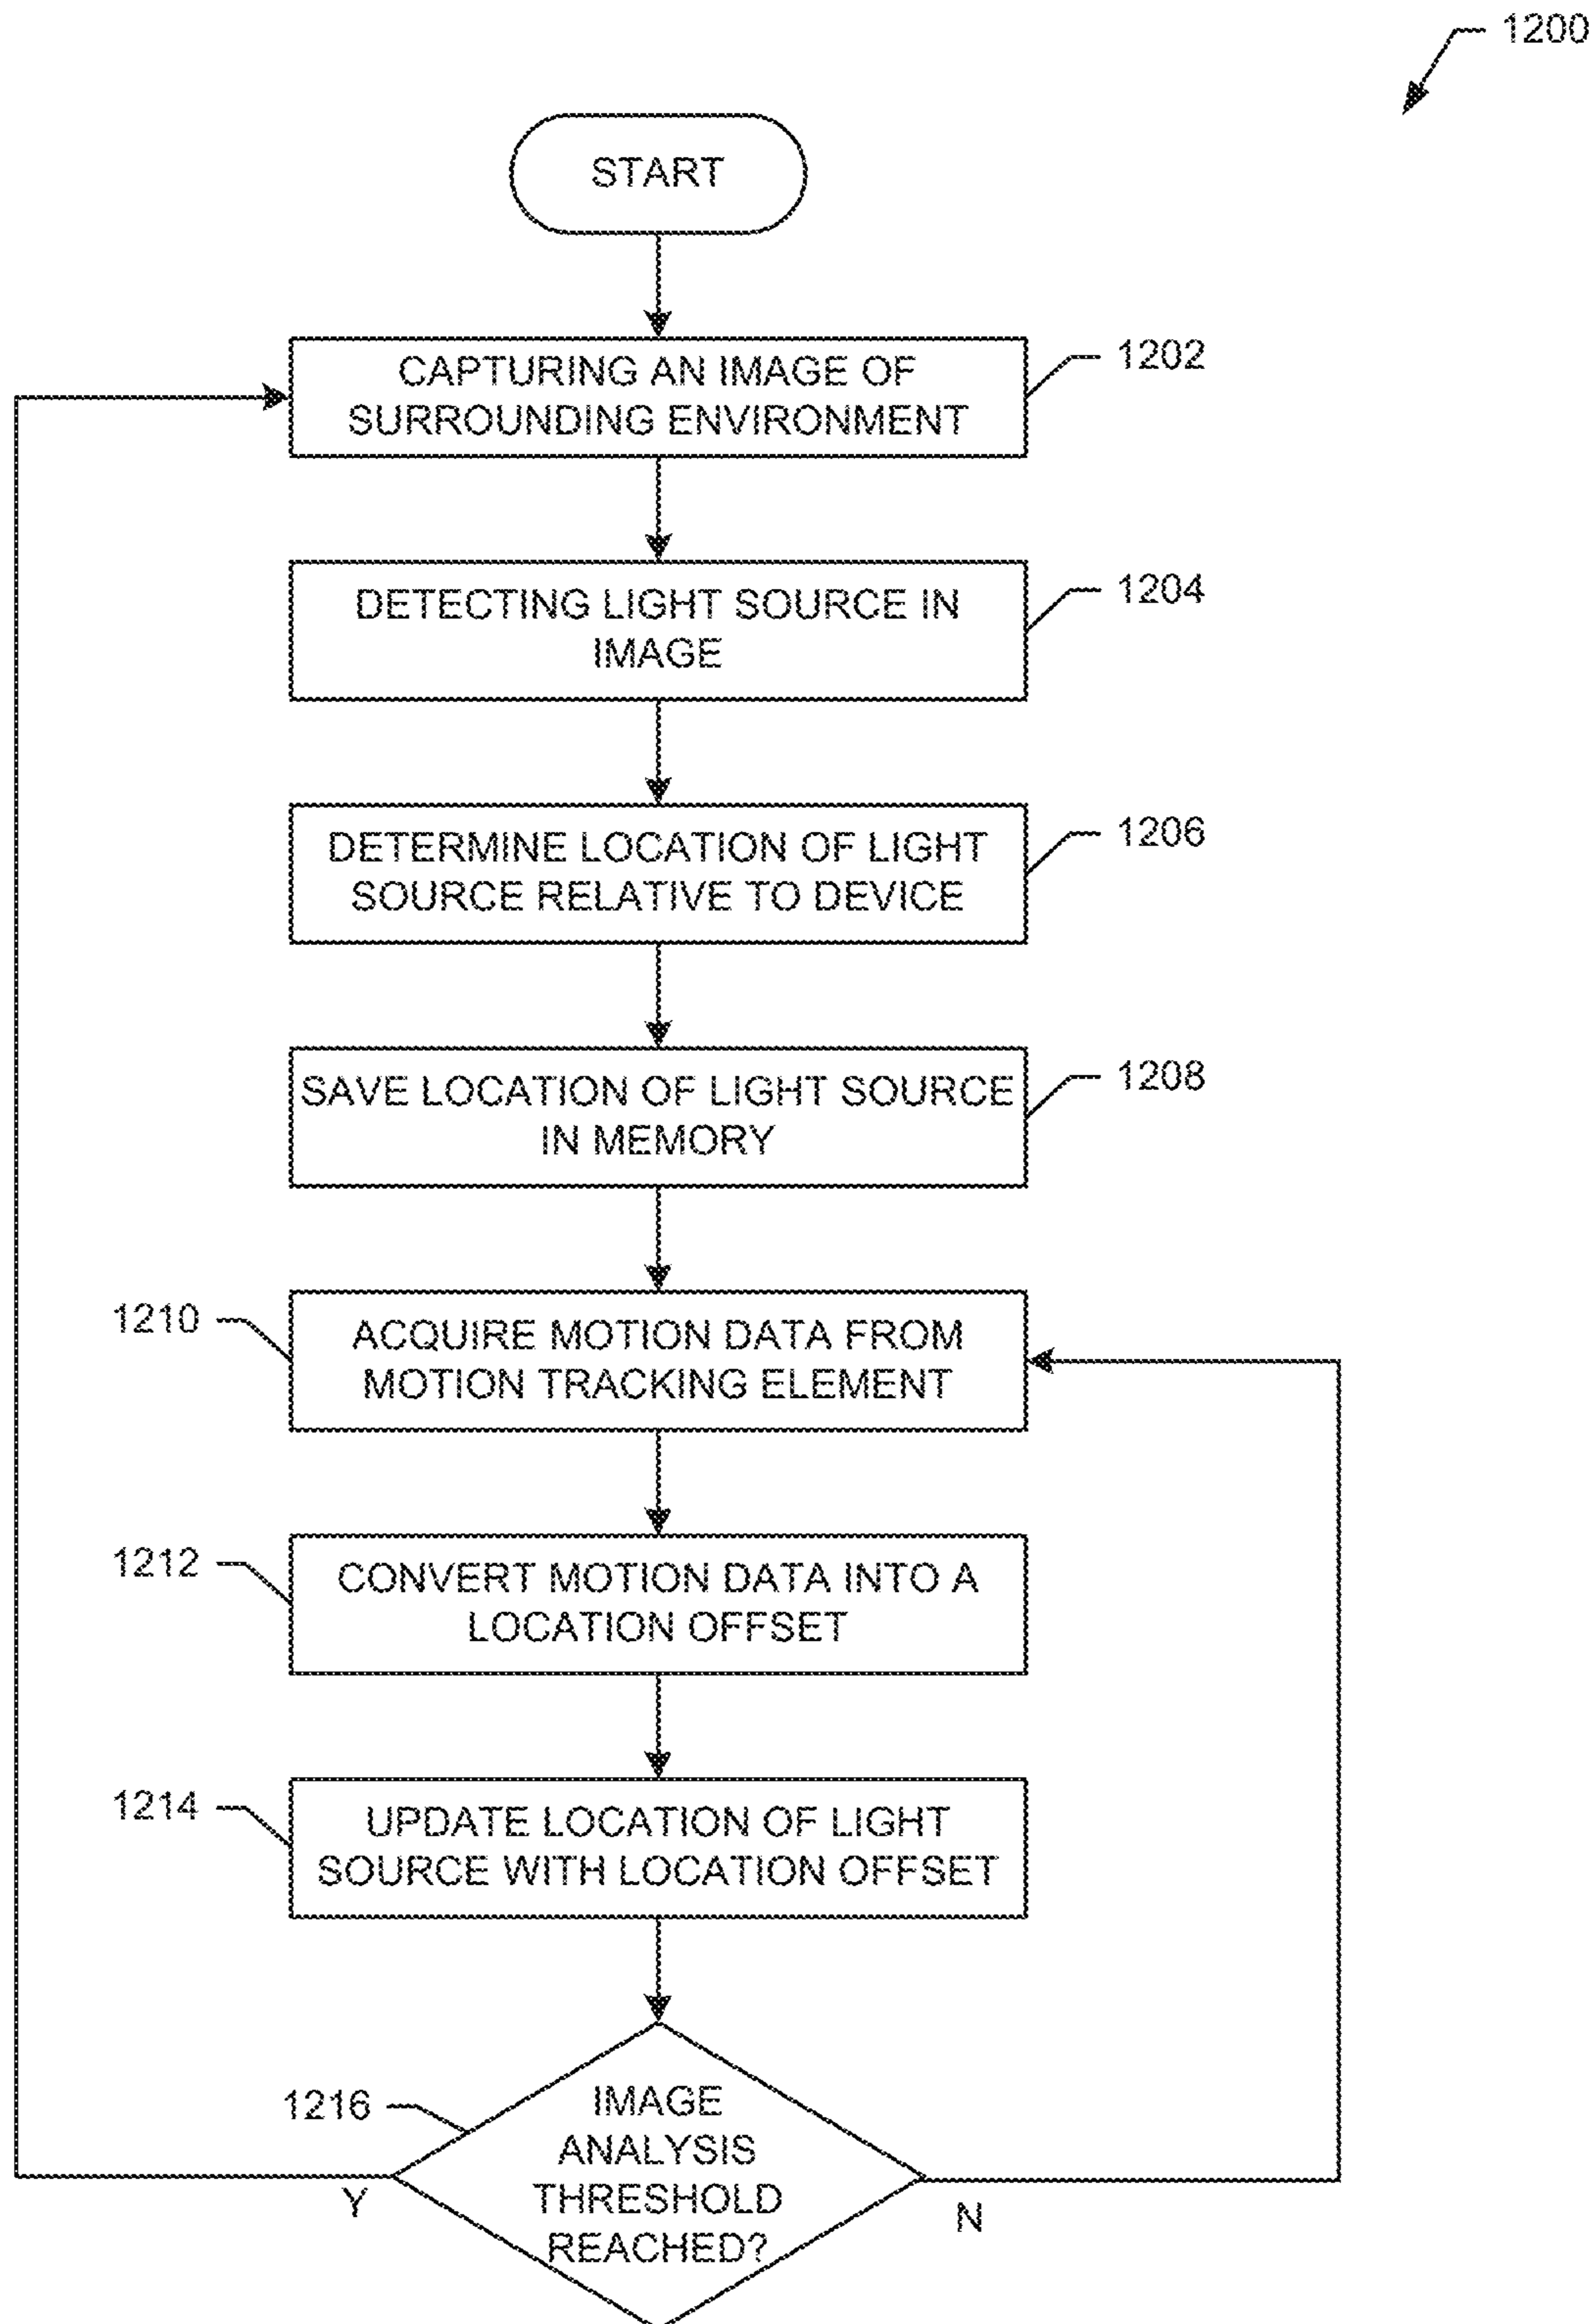 1200
START
CAPTURING AN IMAGE OF
SURROUNDING ENVIRONMENT
1202
DETECTING LIGHT SOURCE IN
IMAGE
1204
DETERMINE LOCATION OF LIGHT
SOURCE RELATIVE TO DEVICE
1206
SAVE LOCATION OF LIGHT SOURCE
IN MEMORY
1208
1210
ACQUIRE MOTION DATA FROM
MOTION TRACKING ELEMENT
1212
CONVERT MOTION DATA INTO A
LOCATION OFFSET
1214
UPDATE LOCATION OF LIGHT
SOURCE WITH LOCATION OFFSET
1216
IMAGE
ANALYSIS
THRESHOLD
REACHED?
Y
N